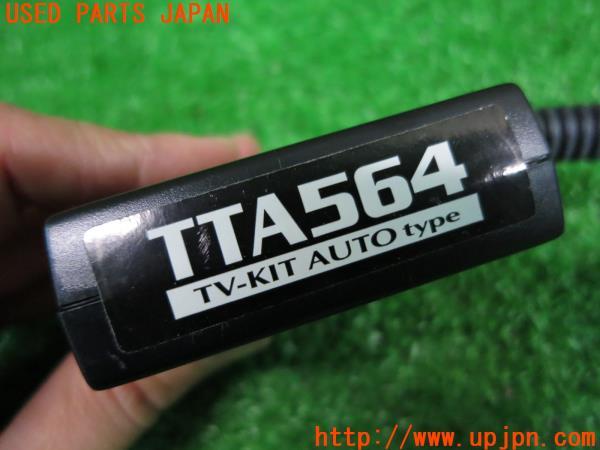 USED PARTS JAPAN
TTA564
TV-KIT AUTO type
http://www.upjpn.com